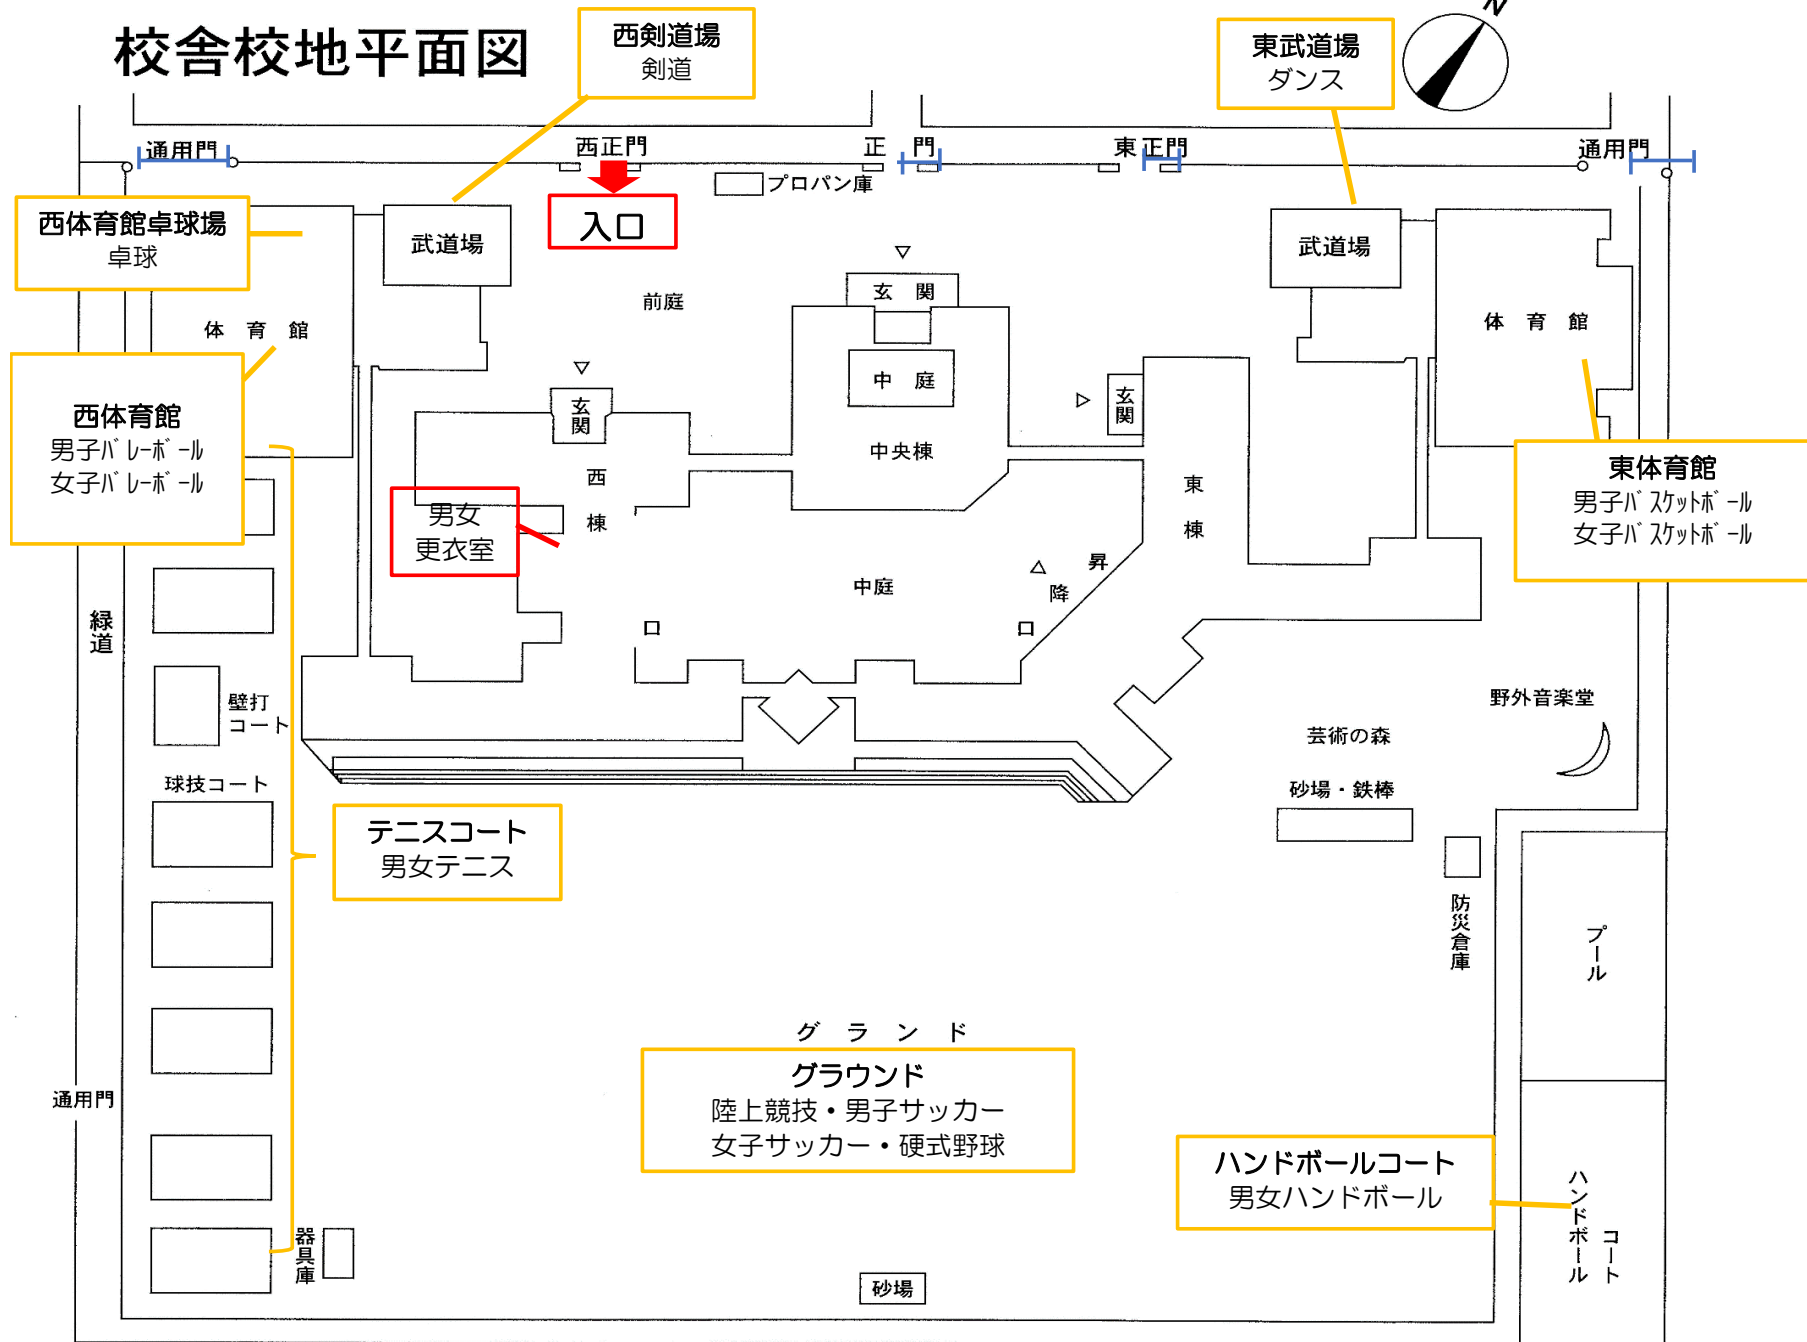 校舎校地平面図
西剣道場
剣道
東武道場
ダンス
N
通用門
西正門
正門
東正門
通用門
プロパン庫
入口
西体育館卓球場
卓球
武道場
武道場
前庭
玄関
体育館
体育館
中庭
玄関
玄関
西体育館
男子バレーボール
女子バレーボール
中央棟
西棟
東棟
東体育館
男子バスケットボール
女子バスケットボール
男女
更衣室
中庭
昇降口
口
緑道
壁打
コート
野外音楽堂
芸術の森
球技コート
砂場・鉄棒
テニスコート
男女テニス
防災倉庫
プール
グランド
グラウンド
陸上競技・男子サッカー
女子サッカー・硬式野球
通用門
ハンドボールコート
男女ハンドボール
ハンドボール
コート
器具庫
砂場